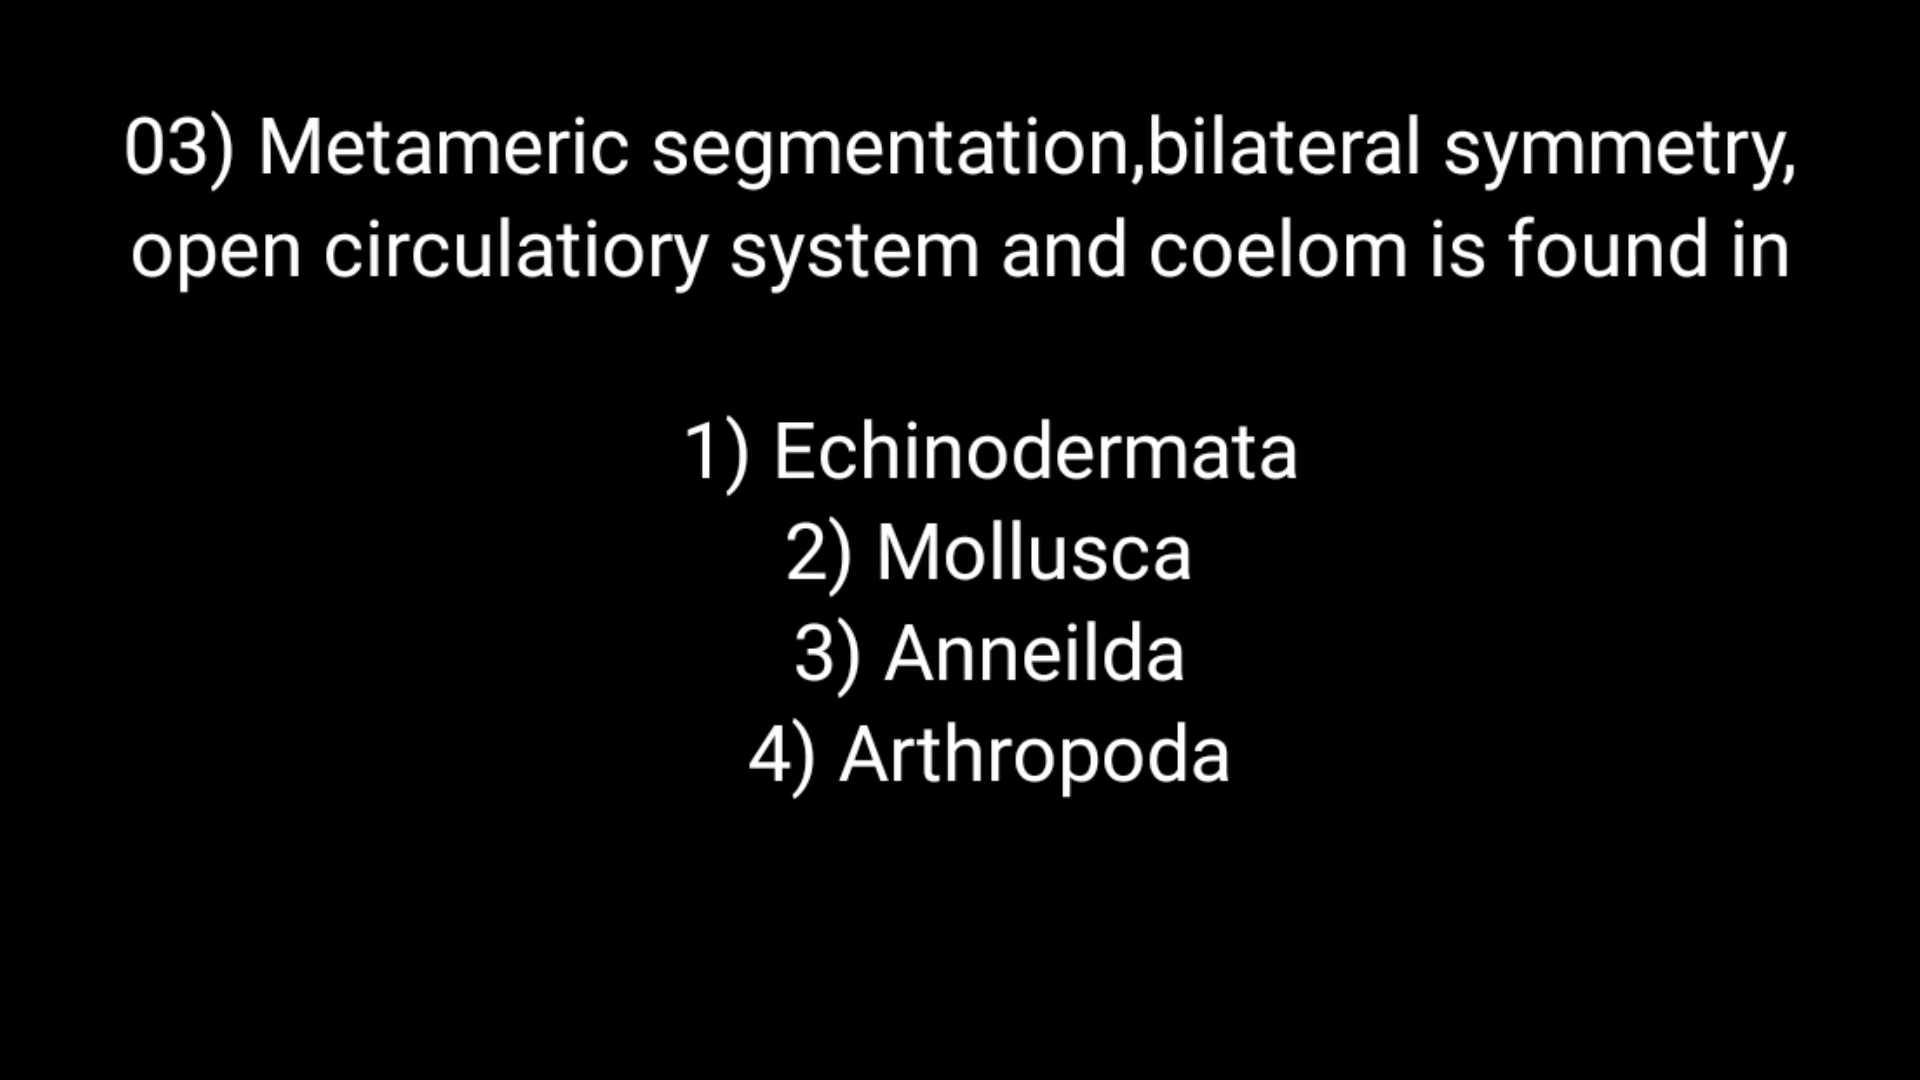 03) Metameric segmentation,bilateral symmetry,
open circulatiory system and coelom is found in
1) Echinodermata
2) Mollusca
3) Anneilda
4) Arthropoda